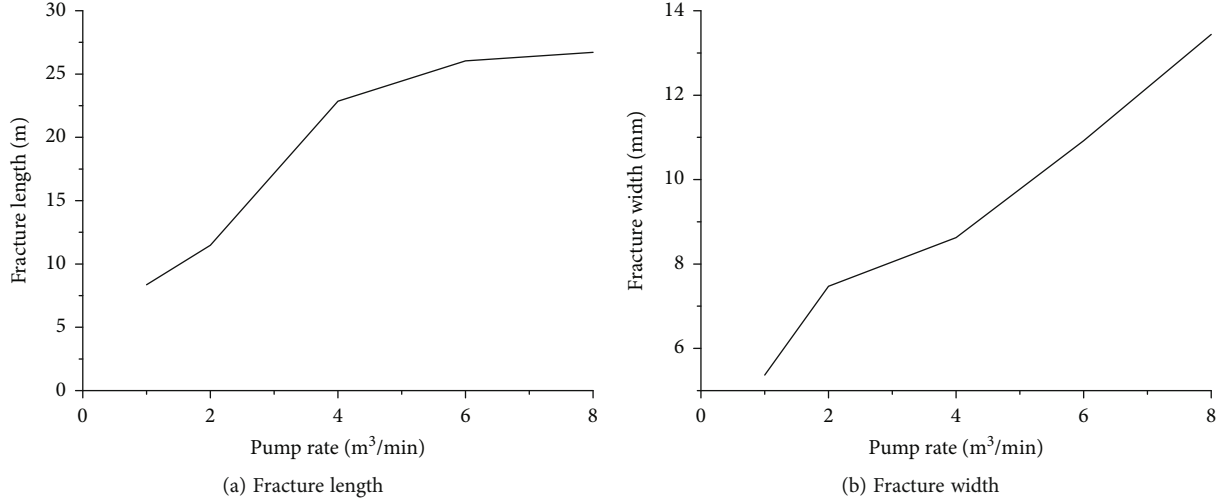 30
25
20
15
10
5
0
Fracture length (m)
0 2 4 6 8
Pump rate (m³/min)
(a) Fracture length
14
12
10
8
6
Fracture width (mm)
0 2 4 6 8
Pump rate (m³/min)
(b) Fracture width